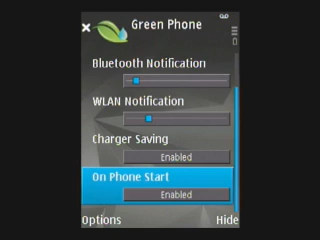 Green Phone
Bluetooth Notification
WLAN Notification
Charger Saving
Enabled
On Phone Start
Enabled
Options Hide